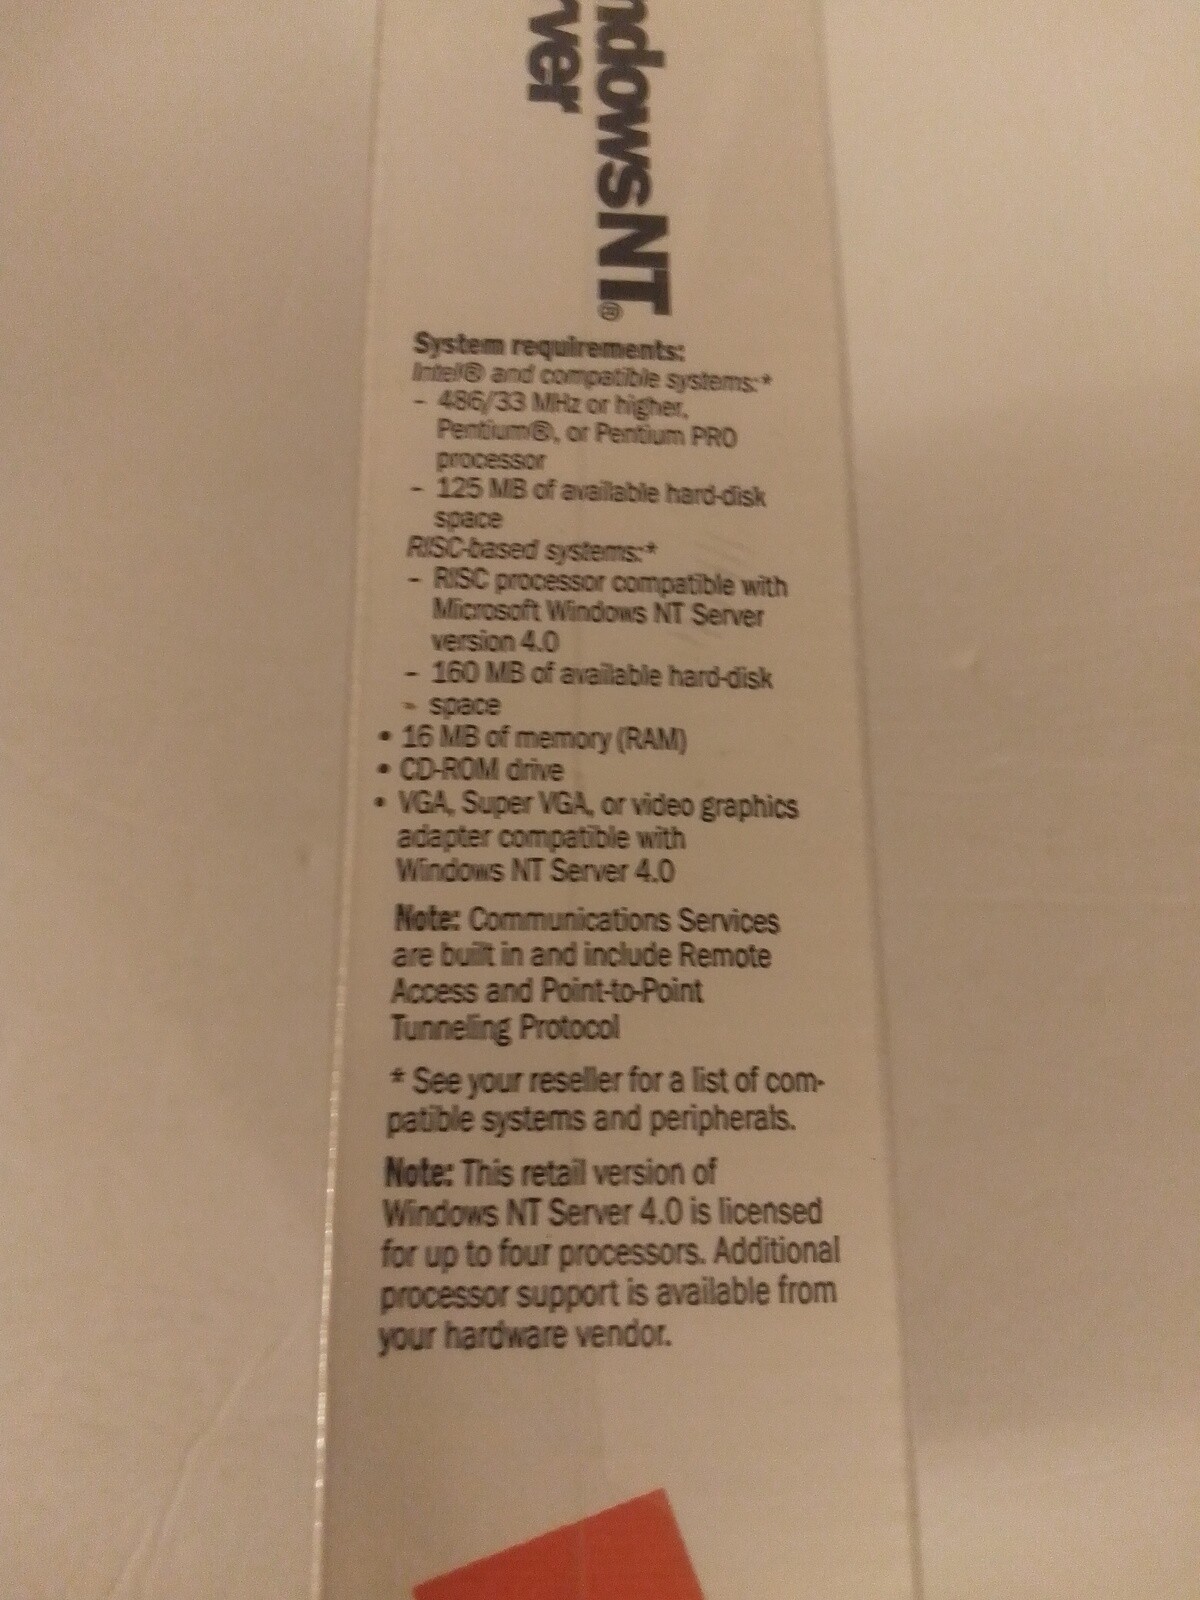 ndowsNT®
rver
System requirements:
Intel® and compatible systems:*
- 486/33 MHz or higher,
Pentium®, or Pentium PRO
processor
- 125 MB of available hard-disk
space
RISC-based systems:*
- RISC processor compatible with
Microsoft Windows NT Server
version 4.0
- 160 MB of available hard-disk
- space
• 16 MB of memory (RAM)
• CD-ROM drive
• VGA, Super VGA, or video graphics
adapter compatible with
Windows NT Server 4.0
Note: Communications Services
are built in and include Remote
Access and Point-to-Point
Tunneling Protocol
* See your reseller for a list of com-
patible systems and peripherals.
Note: This retail version of
Windows NT Server 4.0 is licensed
for up to four processors. Additional
processor support is available from
your hardware vendor.